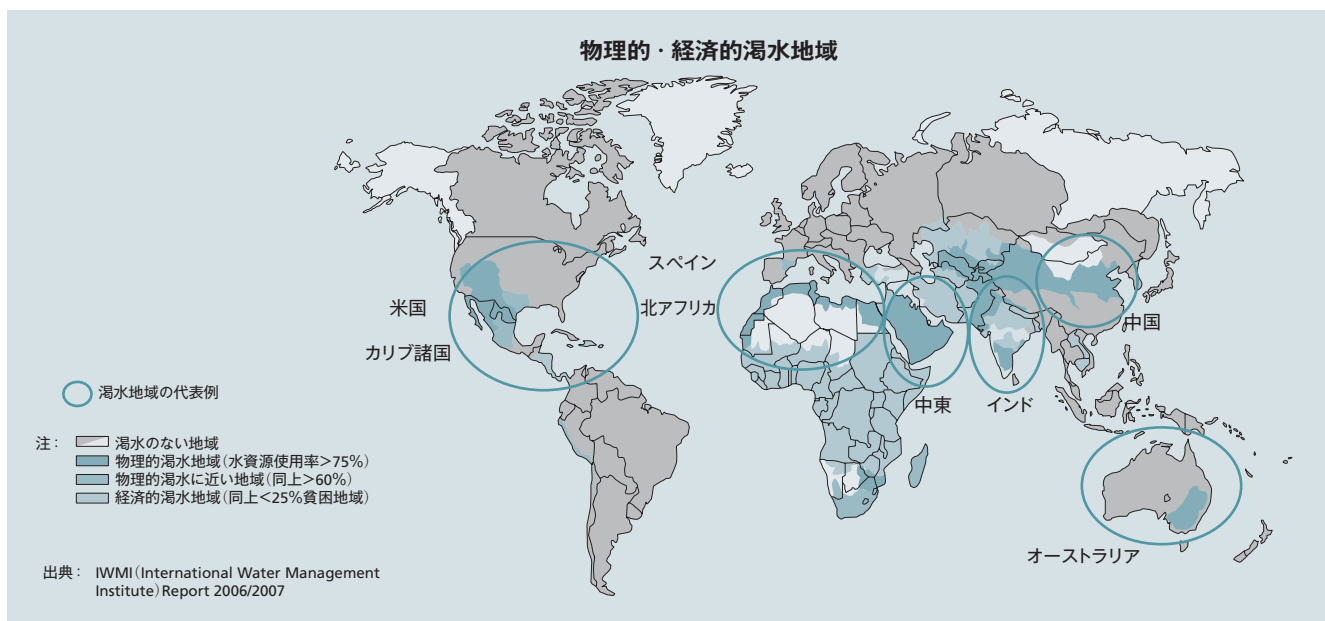 物理的・経済的渇水地域
スペイン
米国
北アフリカ
カリブ諸国
中国
中東
インド
オーストラリア
渇水地域の代表例
注： 渇水のない地域
物理的渇水地域（水資源使用率＞75%）
物理的渇水に近い地域（同上＞60%）
経済的渇水地域（同上＜25%貧困地域）
出典： IWMI（International Water Management
Institute）Report 2006/2007